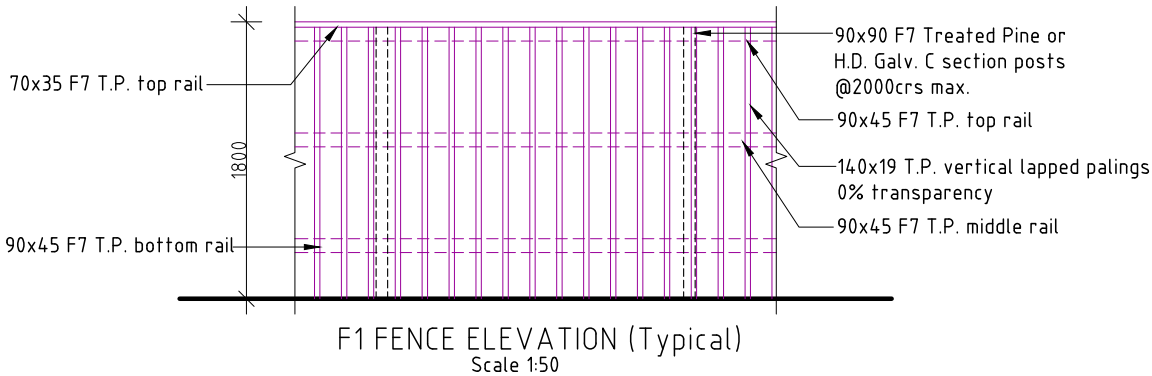 70x35 F7 T.P. top rail
1800
90x45 F7 T.P. bottom rail
90x90 F7 Treated Pine or
H.D. Galv. C section posts
@2000crs max.
90x45 F7 T.P. top rail
140x19 T.P. vertical lapped palings
0% transparency
90x45 F7 T.P. middle rail
F1 FENCE ELEVATION (Typical)
Scale 1:50